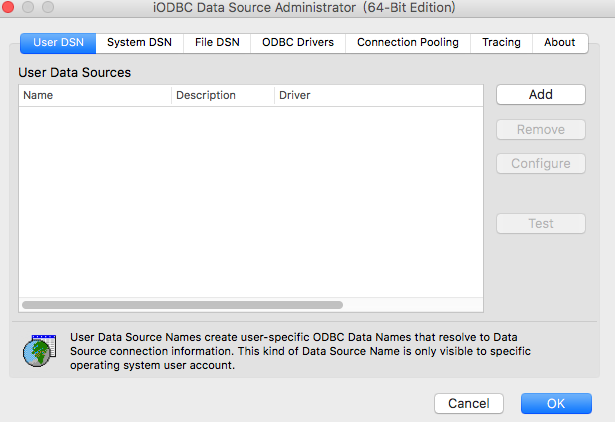 iODBC Data Source Administrator (64-Bit Edition)
User DSN System DSN File DSN ODBC Drivers Connection Pooling Tracing About
User Data Sources
Name Description Driver
Add
Remove
Configure
Test
User Data Source Names create user-specific ODBC Data Names that resolve to Data
Source connection information. This kind of Data Source Name is only visible to specific
operating system user account.
Cancel OK